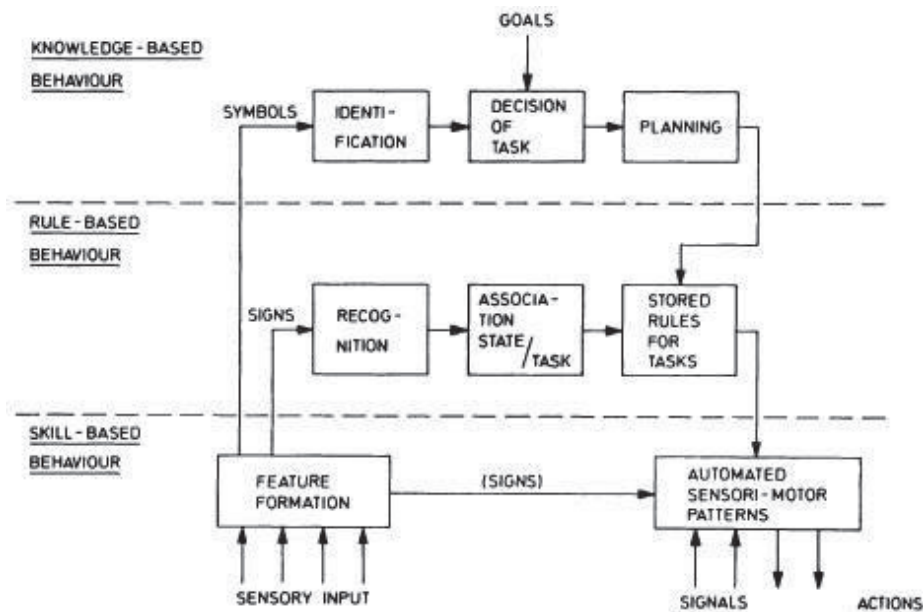 GOALS
KNOWLEDGE-BASED
BEHAVIOUR
SYMBOLS
IDENTI-
FICATION
DECISION
OF
TASK
PLANNING
RULE-BASED
BEHAVIOUR
SIGNS
RECOG-
NITION
ASSOCIA-
TION
STATE/
TASK
STORED
RULES
FOR
TASKS
SKILL-BASED
BEHAVIOUR
FEATURE
FORMATION
(SIGNS)
AUTOMATED
SENSORI-MOTOR
PATTERNS
SENSORY INPUT
SIGNALS
ACTIONS